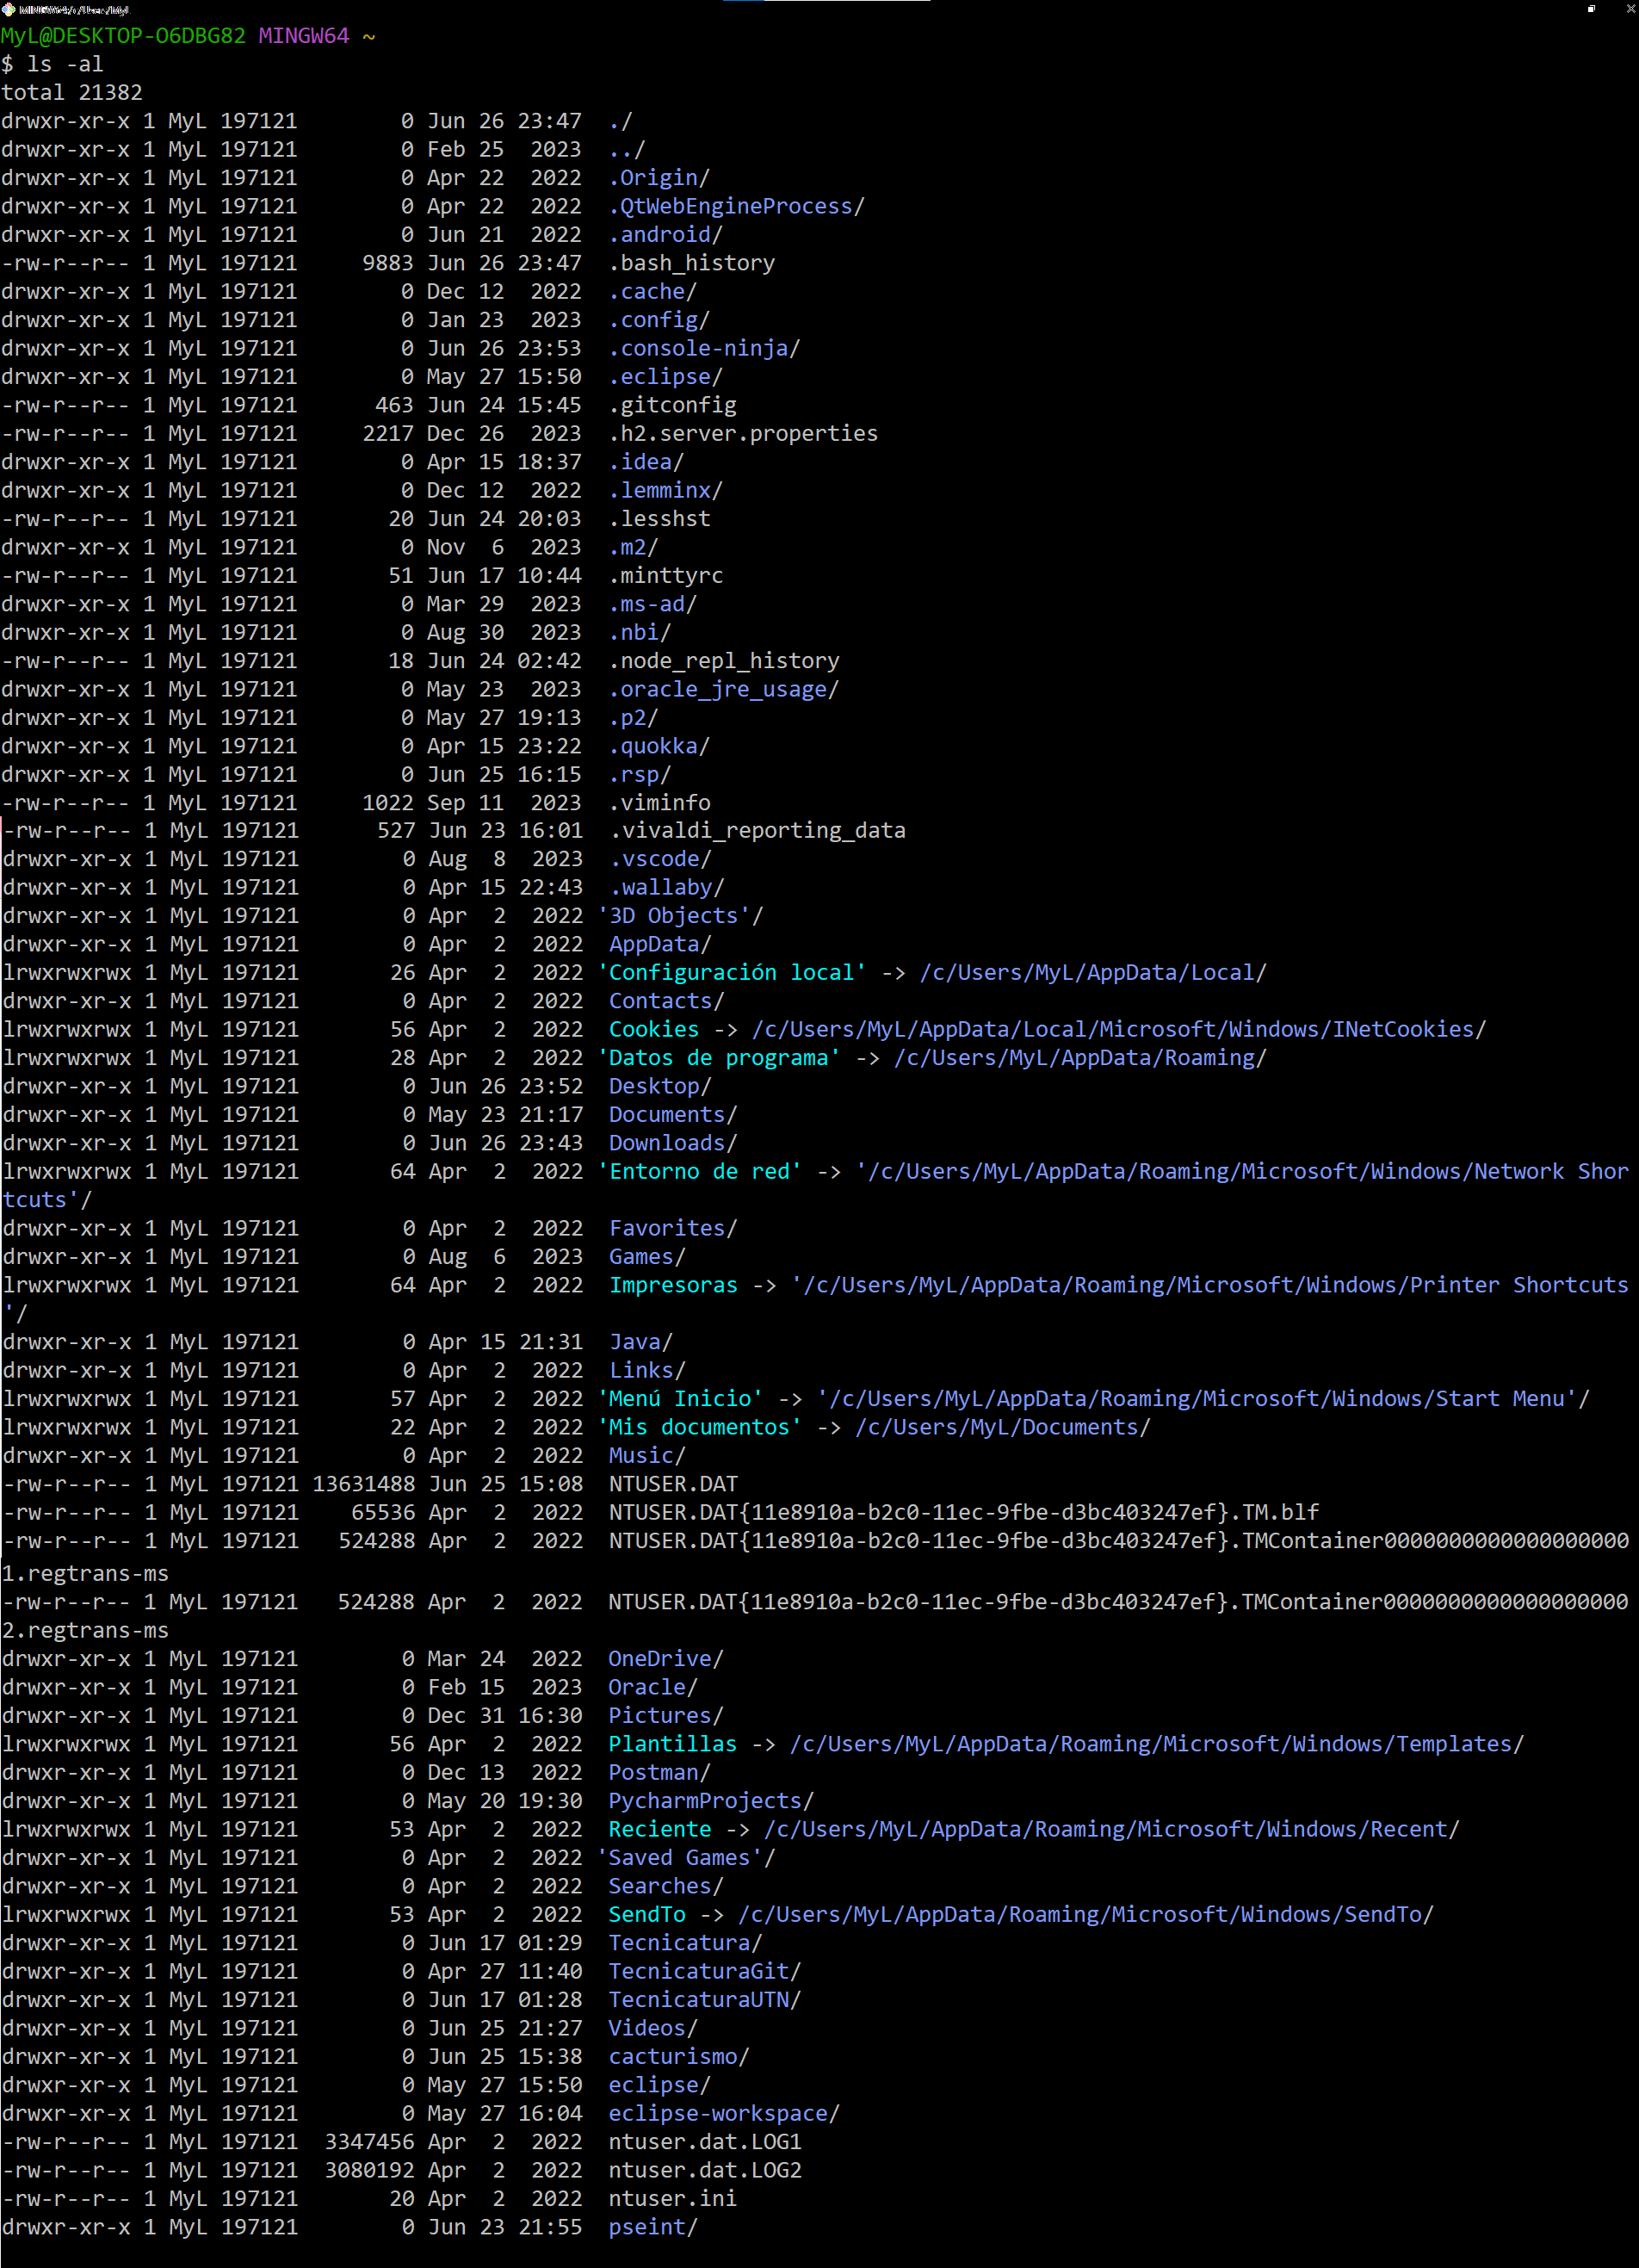 MyL@DESKTOP-O6DBG82 MINGW64 ~
$ ls -al
total 21382
drwxr-xr-x 1 MyL 197121        0 Jun 26 23:47  ./
drwxr-xr-x 1 MyL 197121        0 Feb 25  2023  ../
drwxr-xr-x 1 MyL 197121        0 Apr 22  2022  .Origin/
drwxr-xr-x 1 MyL 197121        0 Apr 22  2022  .QtWebEngineProcess/
drwxr-xr-x 1 MyL 197121        0 Jun 21  2022  .android/
-rw-r--r-- 1 MyL 197121     9883 Jun 26 23:47  .bash_history
drwxr-xr-x 1 MyL 197121        0 Dec 12  2022  .cache/
drwxr-xr-x 1 MyL 197121        0 Jan 23  2023  .config/
drwxr-xr-x 1 MyL 197121        0 Jun 26 23:53  .console-ninja/
drwxr-xr-x 1 MyL 197121        0 May 27 15:50  .eclipse/
-rw-r--r-- 1 MyL 197121      463 Jun 24 15:45  .gitconfig
-rw-r--r-- 1 MyL 197121     2217 Dec 26  2023  .h2.server.properties
drwxr-xr-x 1 MyL 197121        0 Apr 15 18:37  .idea/
drwxr-xr-x 1 MyL 197121        0 Dec 12  2022  .lemminx/
-rw-r--r-- 1 MyL 197121       20 Jun 24 20:03  .lesshst
drwxr-xr-x 1 MyL 197121        0 Nov  6  2023  .m2/
-rw-r--r-- 1 MyL 197121       51 Jun 17 10:44  .minttyrc
drwxr-xr-x 1 MyL 197121        0 Mar 29  2023  .ms-ad/
drwxr-xr-x 1 MyL 197121        0 Aug 30  2023  .nbi/
-rw-r--r-- 1 MyL 197121       18 Jun 24 02:42  .node_repl_history
drwxr-xr-x 1 MyL 197121        0 May 23  2023  .oracle_jre_usage/
drwxr-xr-x 1 MyL 197121        0 May 27 19:13  .p2/
drwxr-xr-x 1 MyL 197121        0 Apr 15 23:22  .quokka/
drwxr-xr-x 1 MyL 197121        0 Jun 25 16:15  .rsp/
-rw-r--r-- 1 MyL 197121     1022 Sep 11  2023  .viminfo
-rw-r--r-- 1 MyL 197121      527 Jun 23 16:01  .vivaldi_reporting_data
drwxr-xr-x 1 MyL 197121        0 Aug  8  2023  .vscode/
drwxr-xr-x 1 MyL 197121        0 Apr 15 22:43  .wallaby/
drwxr-xr-x 1 MyL 197121        0 Apr  2  2022 '3D Objects'/
drwxr-xr-x 1 MyL 197121        0 Apr  2  2022  AppData/
lrwxrwxrwx 1 MyL 197121       26 Apr  2  2022 'Configuración local' -> /c/Users/MyL/AppData/Local/
drwxr-xr-x 1 MyL 197121        0 Apr  2  2022  Contacts/
lrwxrwxrwx 1 MyL 197121       56 Apr  2  2022  Cookies -> /c/Users/MyL/AppData/Local/Microsoft/Windows/INetCookies/
lrwxrwxrwx 1 MyL 197121       28 Apr  2  2022 'Datos de programa' -> /c/Users/MyL/AppData/Roaming/
drwxr-xr-x 1 MyL 197121        0 Jun 26 23:52  Desktop/
drwxr-xr-x 1 MyL 197121        0 May 23 21:17  Documents/
drwxr-xr-x 1 MyL 197121        0 Jun 26 23:43  Downloads/
lrwxrwxrwx 1 MyL 197121       64 Apr  2  2022 'Entorno de red' -> '/c/Users/MyL/AppData/Roaming/Microsoft/Windows/Network Shor
tcuts'/
drwxr-xr-x 1 MyL 197121        0 Apr  2  2022  Favorites/
drwxr-xr-x 1 MyL 197121        0 Aug  6  2023  Games/
lrwxrwxrwx 1 MyL 197121       64 Apr  2  2022  Impresoras -> '/c/Users/MyL/AppData/Roaming/Microsoft/Windows/Printer Shortcuts
'/
drwxr-xr-x 1 MyL 197121        0 Apr 15 21:31  Java/
drwxr-xr-x 1 MyL 197121        0 Apr  2  2022  Links/
lrwxrwxrwx 1 MyL 197121       57 Apr  2  2022 'Menú Inicio' -> '/c/Users/MyL/AppData/Roaming/Microsoft/Windows/Start Menu'/
lrwxrwxrwx 1 MyL 197121       22 Apr  2  2022 'Mis documentos' -> /c/Users/MyL/Documents/
drwxr-xr-x 1 MyL 197121        0 Apr  2  2022  Music/
-rw-r--r-- 1 MyL 197121 13631488 Jun 25 15:08  NTUSER.DAT
-rw-r--r-- 1 MyL 197121    65536 Apr  2  2022  NTUSER.DAT{11e8910a-b2c0-11ec-9fbe-d3bc403247ef}.TM.blf
-rw-r--r-- 1 MyL 197121   524288 Apr  2  2022  NTUSER.DAT{11e8910a-b2c0-11ec-9fbe-d3bc403247ef}.TMContainer0000000000000000000
1.regtrans-ms
-rw-r--r-- 1 MyL 197121   524288 Apr  2  2022  NTUSER.DAT{11e8910a-b2c0-11ec-9fbe-d3bc403247ef}.TMContainer0000000000000000000
2.regtrans-ms
drwxr-xr-x 1 MyL 197121        0 Mar 24  2022  OneDrive/
drwxr-xr-x 1 MyL 197121        0 Feb 15  2023  Oracle/
drwxr-xr-x 1 MyL 197121        0 Dec 31 16:30  Pictures/
lrwxrwxrwx 1 MyL 197121       56 Apr  2  2022  Plantillas -> /c/Users/MyL/AppData/Roaming/Microsoft/Windows/Templates/
drwxr-xr-x 1 MyL 197121        0 Dec 13  2022  Postman/
drwxr-xr-x 1 MyL 197121        0 May 20 19:30  PycharmProjects/
lrwxrwxrwx 1 MyL 197121       53 Apr  2  2022  Reciente -> /c/Users/MyL/AppData/Roaming/Microsoft/Windows/Recent/
drwxr-xr-x 1 MyL 197121        0 Apr  2  2022 'Saved Games'/
drwxr-xr-x 1 MyL 197121        0 Apr  2  2022  Searches/
lrwxrwxrwx 1 MyL 197121       53 Apr  2  2022  SendTo -> /c/Users/MyL/AppData/Roaming/Microsoft/Windows/SendTo/
drwxr-xr-x 1 MyL 197121        0 Jun 17 01:29  Tecnicatura/
drwxr-xr-x 1 MyL 197121        0 Apr 27 11:40  TecnicaturaGit/
drwxr-xr-x 1 MyL 197121        0 Jun 17 01:28  TecnicaturaUTN/
drwxr-xr-x 1 MyL 197121        0 Jun 25 21:27  Videos/
drwxr-xr-x 1 MyL 197121        0 Jun 25 15:38  cacturismo/
drwxr-xr-x 1 MyL 197121        0 May 27 15:50  eclipse/
drwxr-xr-x 1 MyL 197121        0 May 27 16:04  eclipse-workspace/
-rw-r--r-- 1 MyL 197121  3347456 Apr  2  2022  ntuser.dat.LOG1
-rw-r--r-- 1 MyL 197121  3080192 Apr  2  2022  ntuser.dat.LOG2
-rw-r--r-- 1 MyL 197121       20 Apr  2  2022  ntuser.ini
drwxr-xr-x 1 MyL 197121        0 Jun 23 21:55  pseint/